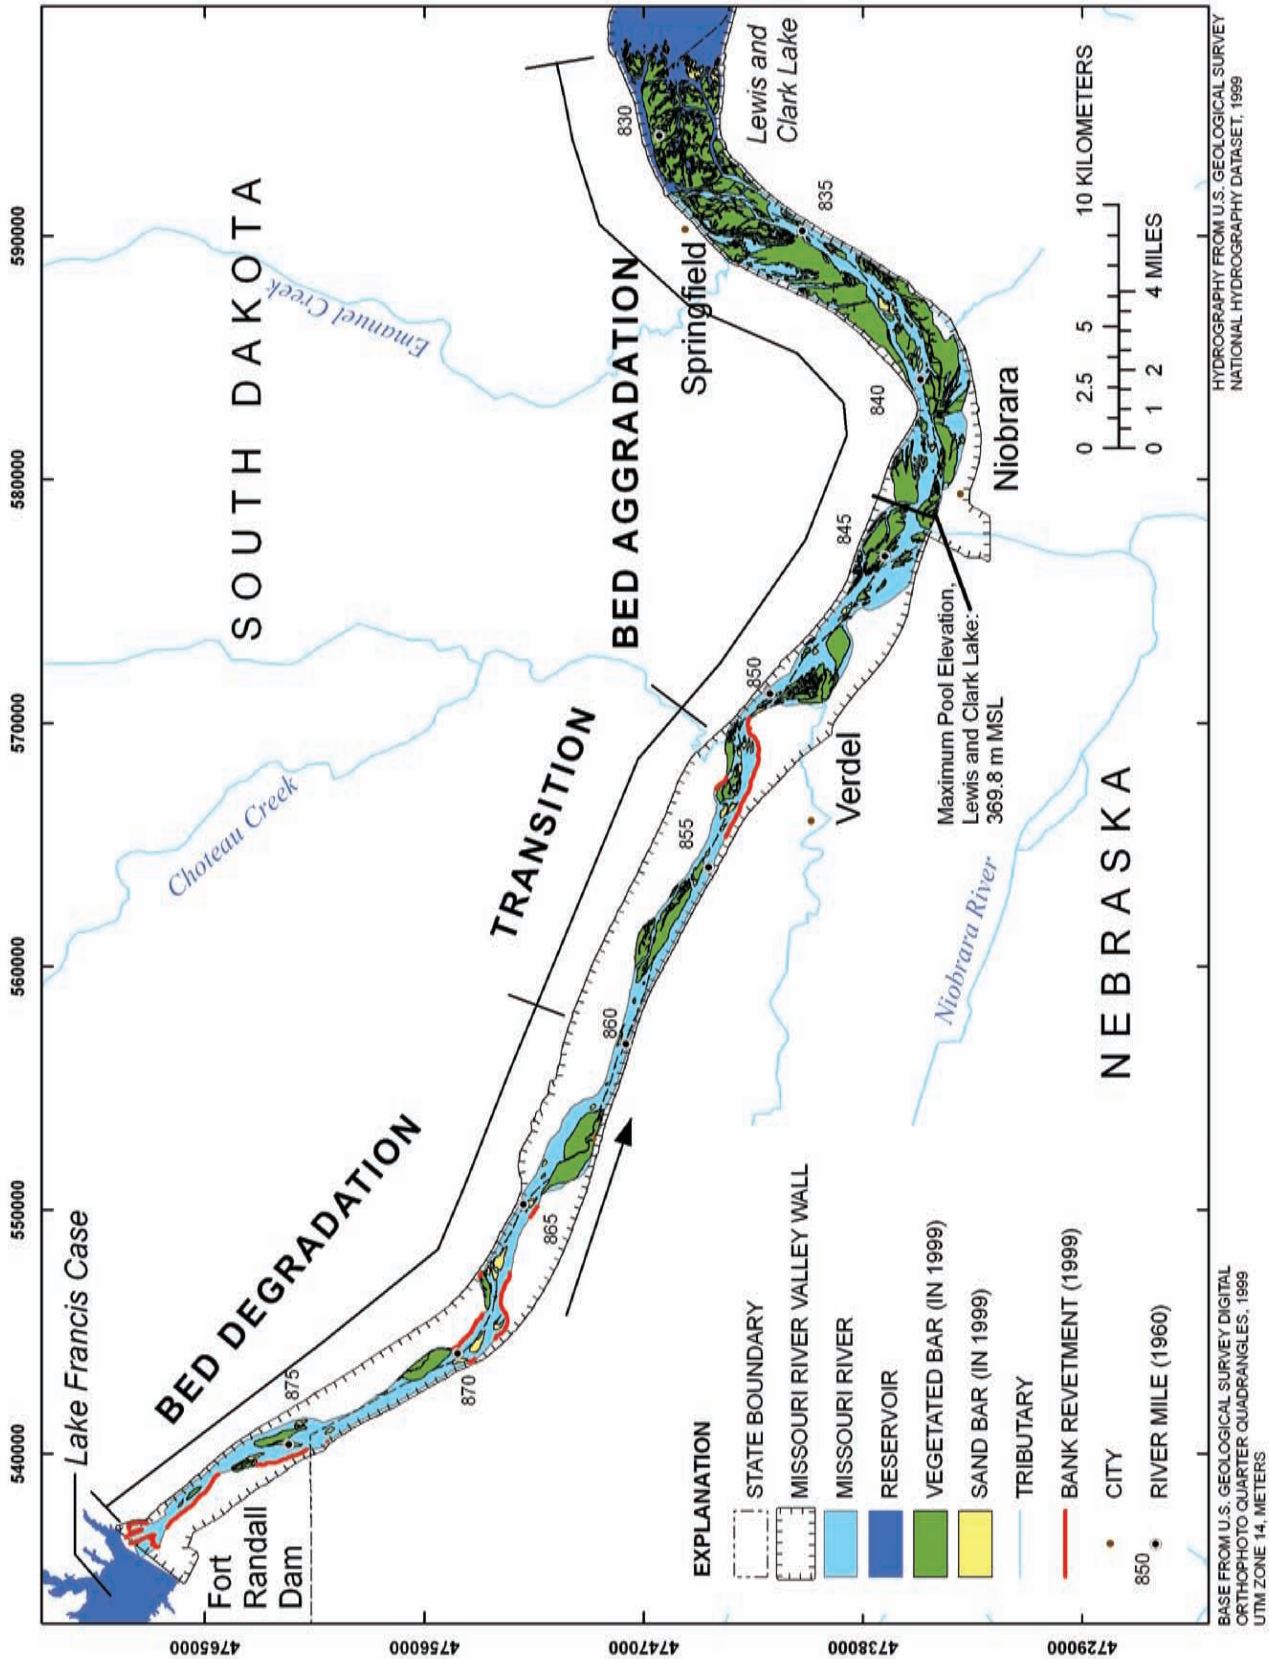 540000
550000
560000
570000
580000
590000
4765000
4756000
4747000
4738000
4729000
Lake Francis Case
Fort
Randall
Dam
BED DEGRADATION
TRANSITION
BED AGGRADATION
SOUTH DAKOTA
Choteau Creek
Emanuel Creek
875
870
865
860
855
850
845
840
835
830
Springfield
Lewis and
Clark Lake
Verdel
Niobrara
Niobrara River
Maximum Pool Elevation,
Lewis and Clark Lake:
369.8 m MSL
NEBRASKA
0 2.5 5 10 KILOMETERS
0 1 2 4 MILES
EXPLANATION
STATE BOUNDARY
MISSOURI RIVER VALLEY WALL
MISSOURI RIVER
RESERVOIR
VEGETATED BAR (IN 1999)
SAND BAR (IN 1999)
TRIBUTARY
BANK REVETMENT (1999)
CITY
850 RIVER MILE (1960)
BASE FROM U.S. GEOLOGICAL SURVEY DIGITAL
ORTHOPHOTO QUARTER QUADRANGLES, 1999
UTM ZONE 14, METERS
HYDROGRAPHY FROM U.S. GEOLOGICAL SURVEY
NATIONAL HYDROGRAPHY DATASET, 1999